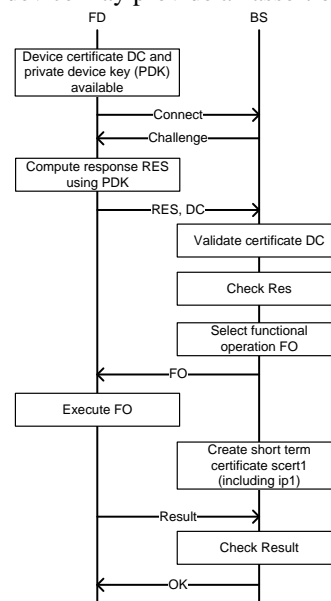 FD BS
Device certificate DC and
private device key (PDK)
available
Connect
Challenge
Compute response RES
using PDK
RES, DC
Validate certificate DC
Check Res
Select functional
operation FO
FO
Execute FO
Create short term
certificate scert1
(including ip1)
Result
Check Result
OK